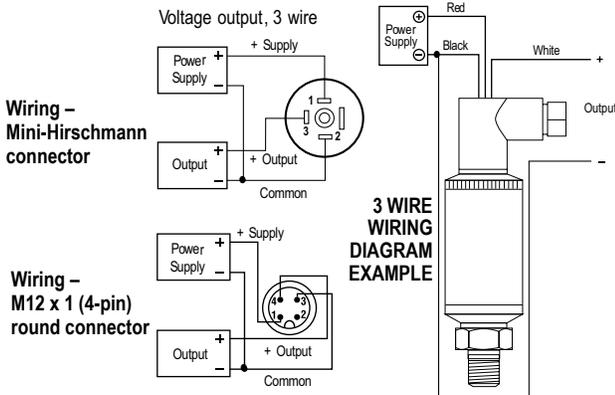 Voltage output, 3 wire
Wiring –
Mini-Hirschmann
connector
Power
Supply
+
–
+ Supply
1
3
2
Output
+
–
+ Output
Common
Wiring –
M12 x 1 (4-pin)
round connector
Power
Supply
+
–
+ Supply
4
3
1
2
Output
+
–
+ Output
Common
Power
Supply
+
–
Red
Black
White
+
Output
–
3 WIRE
WIRING
DIAGRAM
EXAMPLE